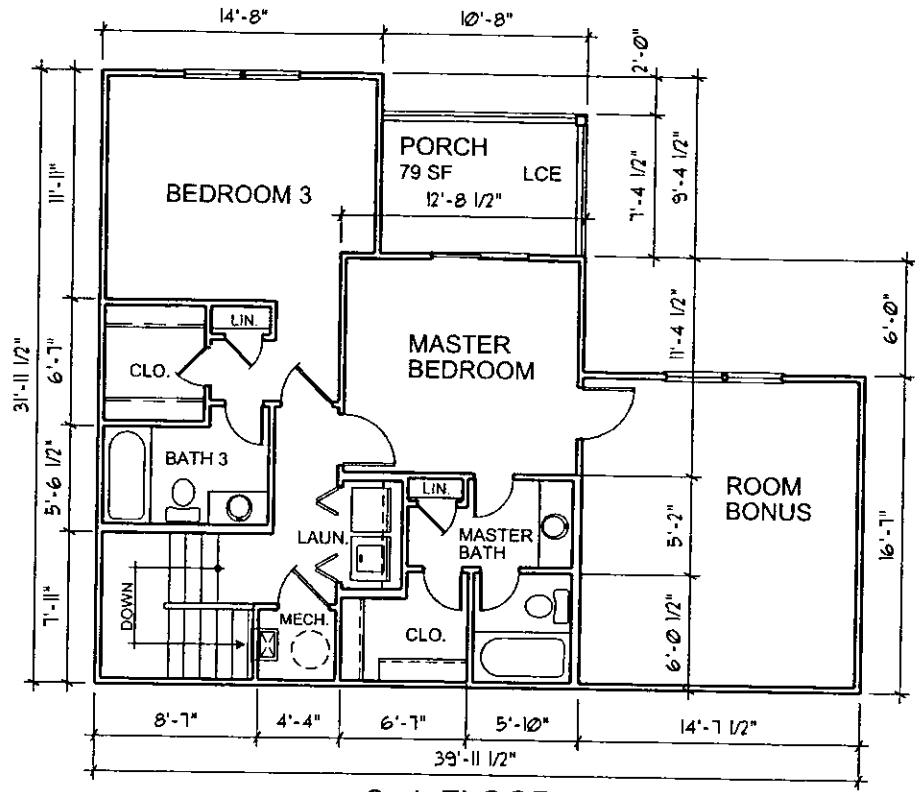 14'-8"
10'-8"
2'-0"
PORCH
79 SF
LCE
12'-8 1/2"
7'-4 1/2"
9'-4 1/2"
11'-11"
BEDROOM 3
31'-11 1/2"
LIN.
CLO.
6'-7"
MASTER
BEDROOM
11'-4 1/2"
6'-0"
5'-6 1/2"
BATH 3
LIN.
ROOM
BONUS
LAUN.
MASTER
BATH
5'-2"
16'-7"
7'-11"
DOWN
MECH.
CLO.
6'-0 1/2"
8'-7"
4'-4"
6'-7"
5'-10"
14'-7 1/2"
39'-11 1/2"